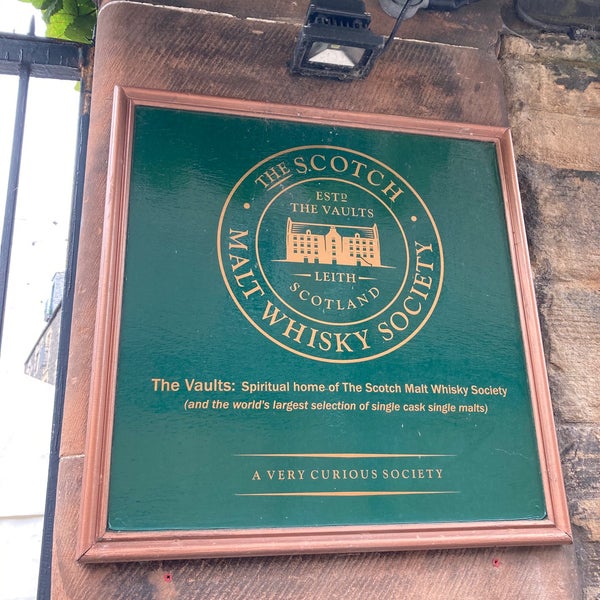 THE SCOTCH
MALT WHISKY SOCIETY
ESTD
THE VAULTS
LEITH
SCOTLAND
The Vaults: Spiritual home of The Scotch Malt Whisky Society
(and the world's largest selection of single cask single malts)
A VERY CURIOUS SOCIETY